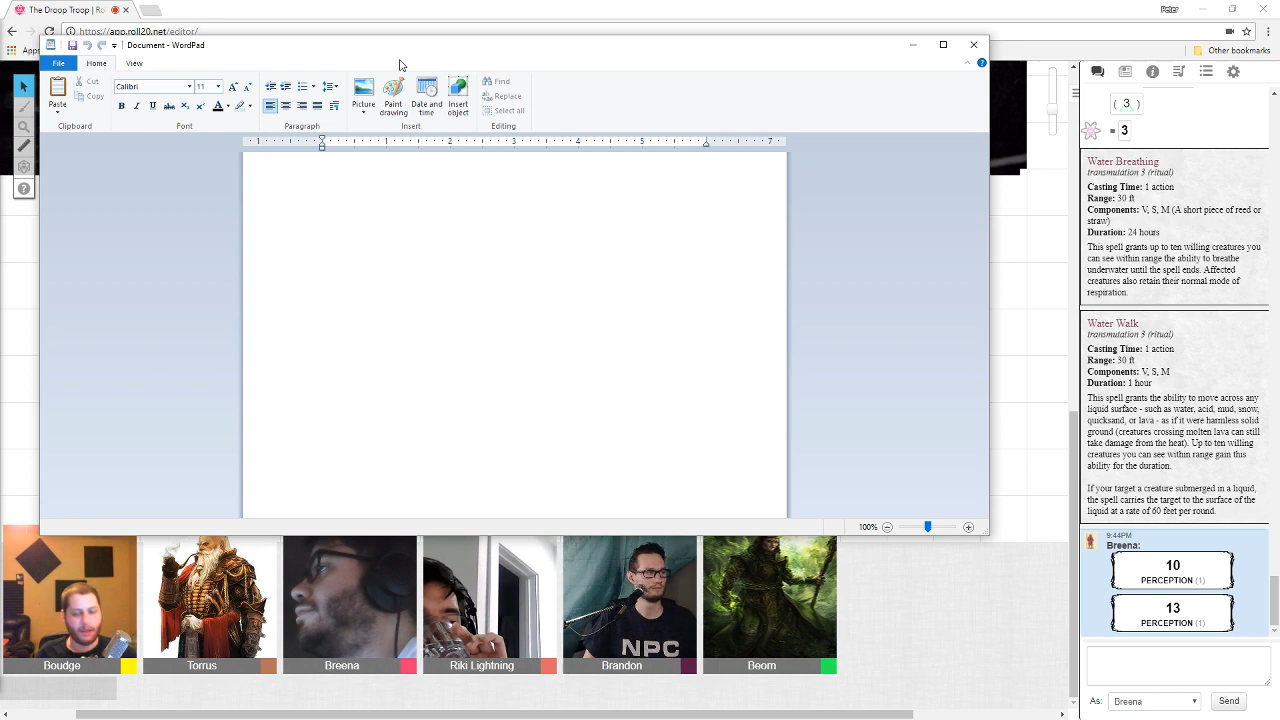 The Droop Troop | Ro
Peter
https://app.roll20.net/editor/
Other bookmarks
Document - WordPad
File
Home
View
Paste
Cut
Copy
Clipboard
Calibri
11
Font
Paragraph
Picture
Paint drawing
Date and time
Insert object
Insert
Find
Replace
Select all
Editing
1 1 2 3 4 5 7
100%
( 3 )
= 3
Water Breathing
transmutation 3 (ritual)
Casting Time: 1 action
Range: 30 ft
Components: V, S, M (A short piece of reed or
straw)
Duration: 24 hours
This spell grants up to ten willing creatures you
can see within range the ability to breathe
underwater until the spell ends. Affected
creatures also retain their normal mode of
respiration.
Water Walk
transmutation 3 (ritual)
Casting Time: 1 action
Range: 30 ft
Components: V, S, M
Duration: 1 hour
This spell grants the ability to move across any
liquid surface - such as water, acid, mud, snow,
quicksand, or lava - as if it were harmless solid
ground (creatures crossing molten lava can still
take damage from the heat). Up to ten willing
creatures you can see within range gain this
ability for the duration.
If your target a creature submerged in a liquid,
the spell carries the target to the surface of the
liquid at a rate of 60 feet per round.
9:44PM
Breena:
10
PERCEPTION (1)
13
PERCEPTION (1)
As: Breena
Send
NPC
Boudge
Torrus
Breena
Riki Lightning
Brandon
Beom